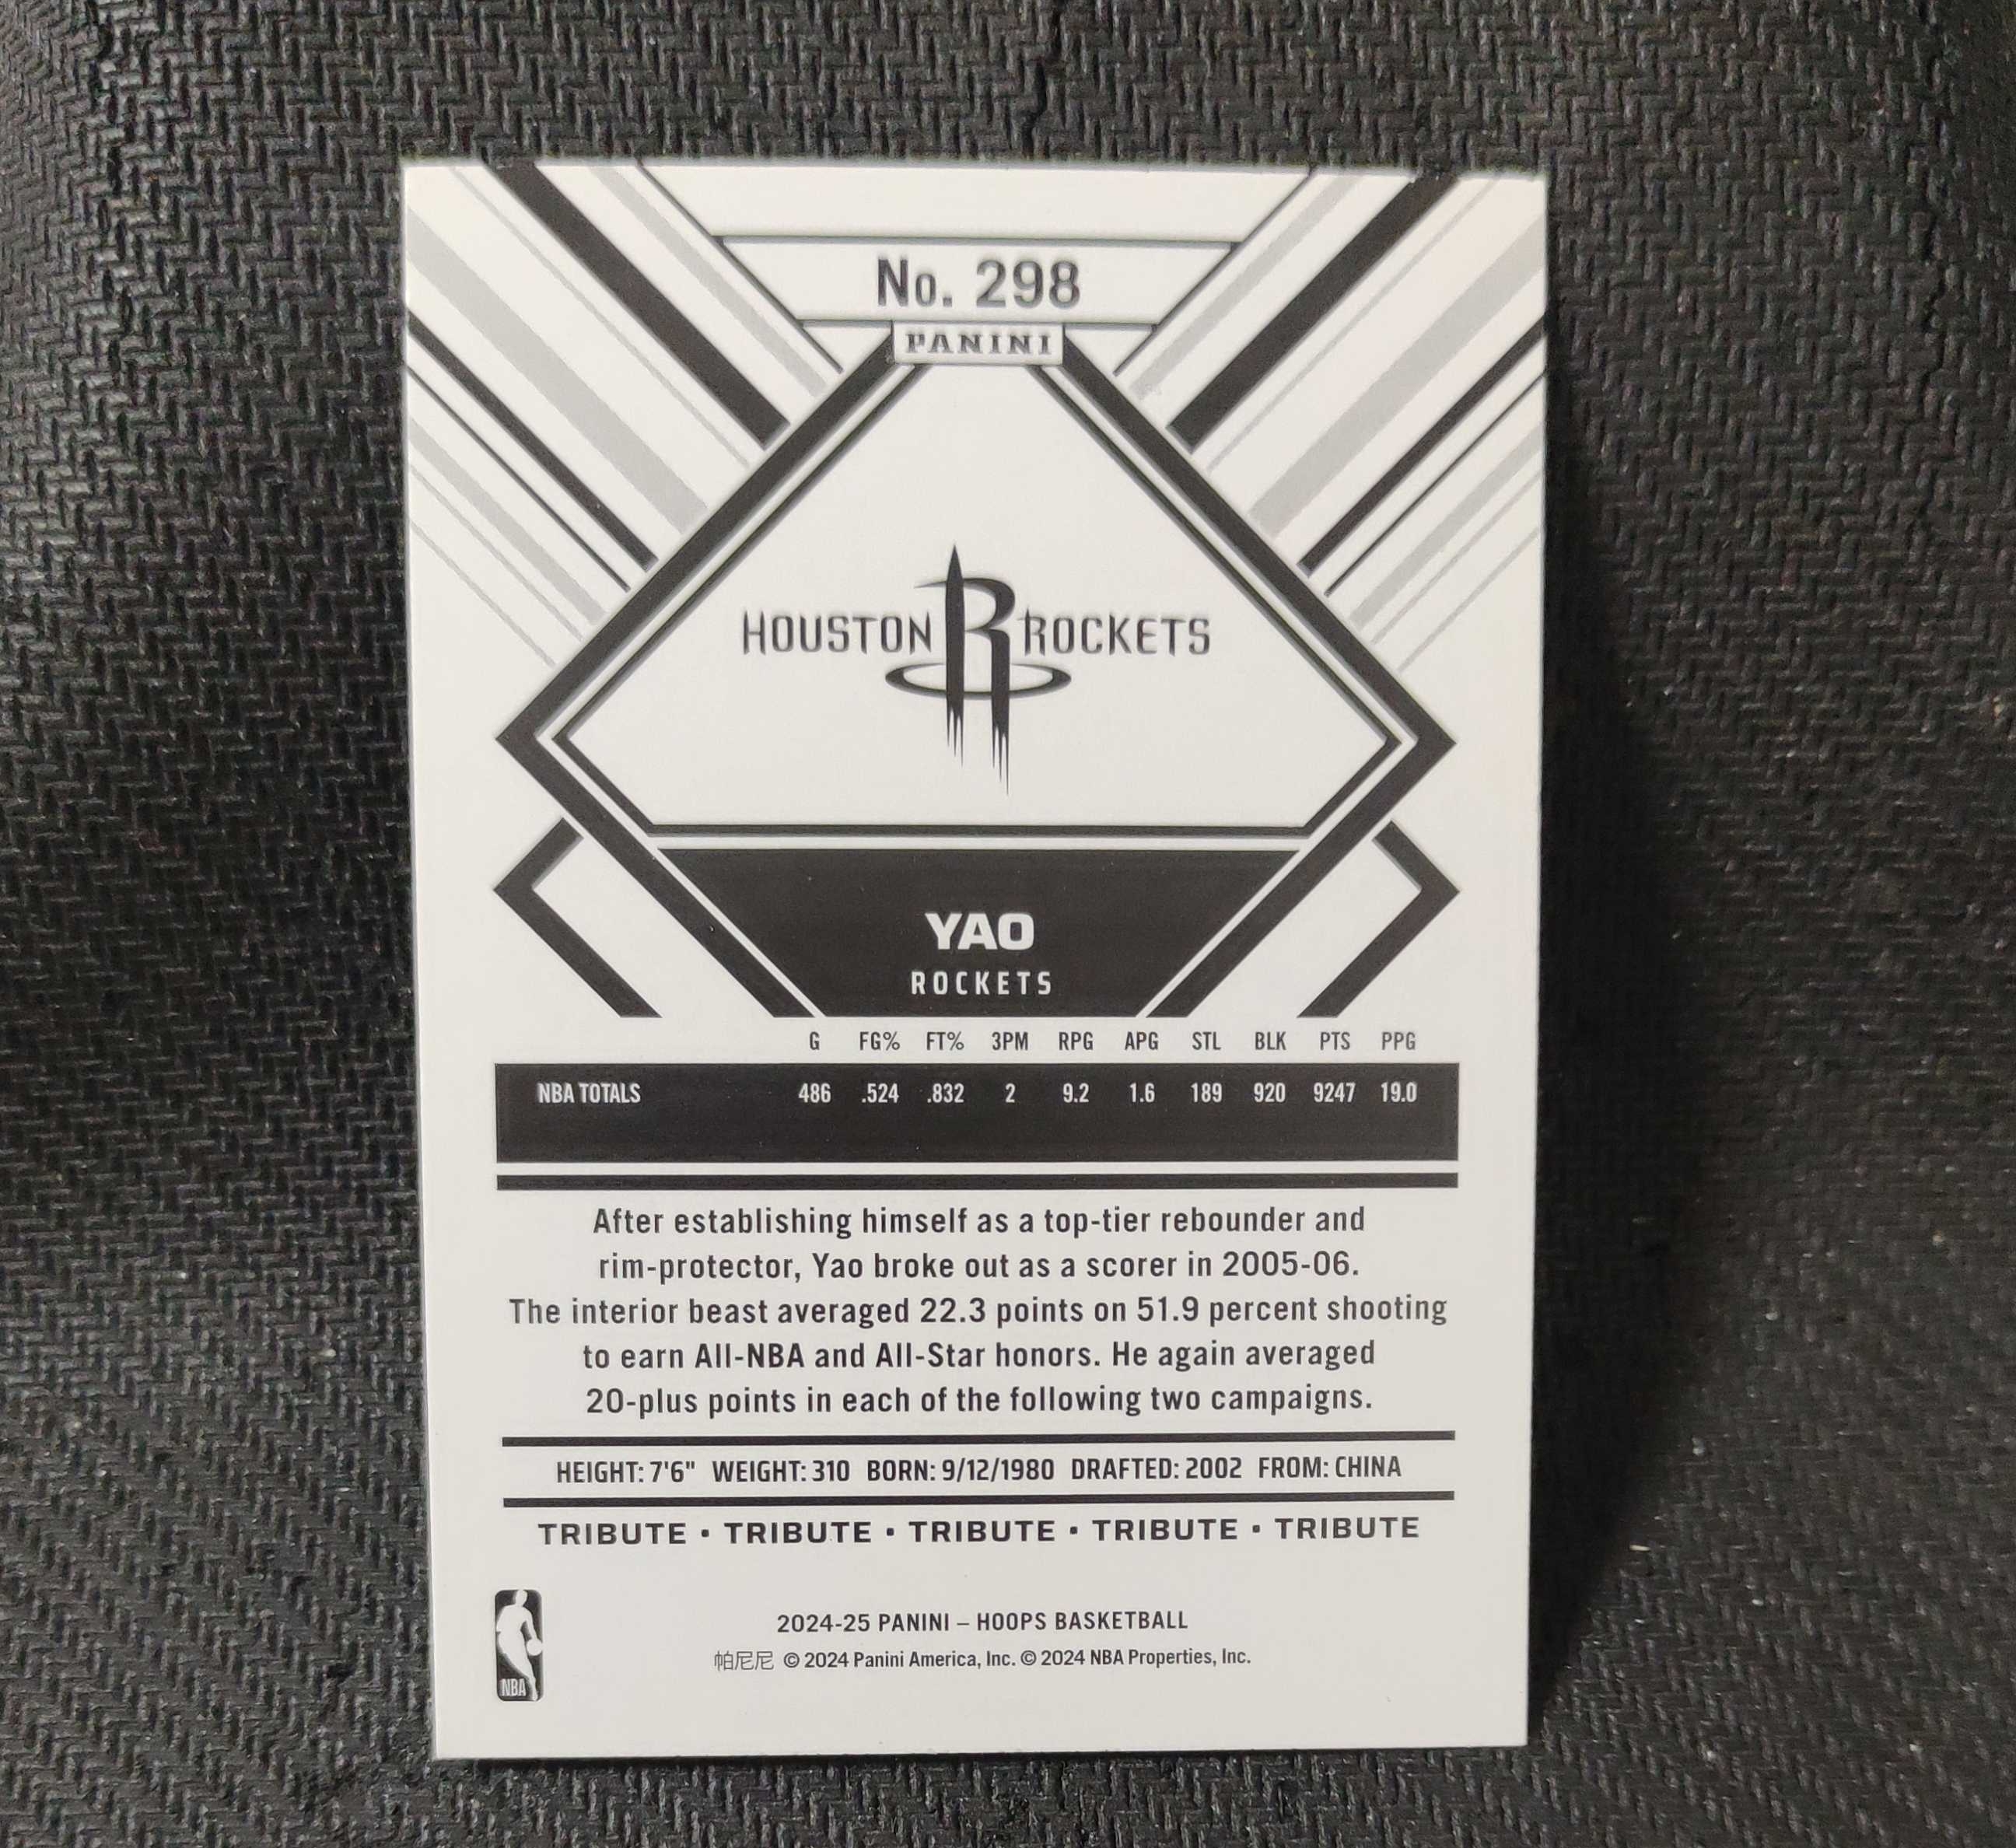 No. 298
PANINI
HOUSTON R ROCKETS
YAO
ROCKETS
G FG% FT% 3PM RPG APG STL BLK PTS PPG
NBA TOTALS 486 .524 .832 2 9.2 1.6 189 920 9247 19.0
After establishing himself as a top-tier rebounder and
rim-protector, Yao broke out as a scorer in 2005-06.
The interior beast averaged 22.3 points on 51.9 percent shooting
to earn All-NBA and All-Star honors. He again averaged
20-plus points in each of the following two campaigns.
HEIGHT: 7'6" WEIGHT: 310 BORN: 9/12/1980 DRAFTED: 2002 FROM: CHINA
TRIBUTE • TRIBUTE • TRIBUTE • TRIBUTE • TRIBUTE
2024-25 PANINI – HOOPS BASKETBALL
帕尼尼 © 2024 Panini America, Inc. © 2024 NBA Properties, Inc.
NBA